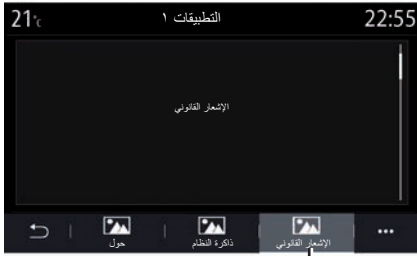 21°c
التطبيقات ١
22:55
الإشعار القانوني
حول
ذاكرة النظام
الإشعار القانوني